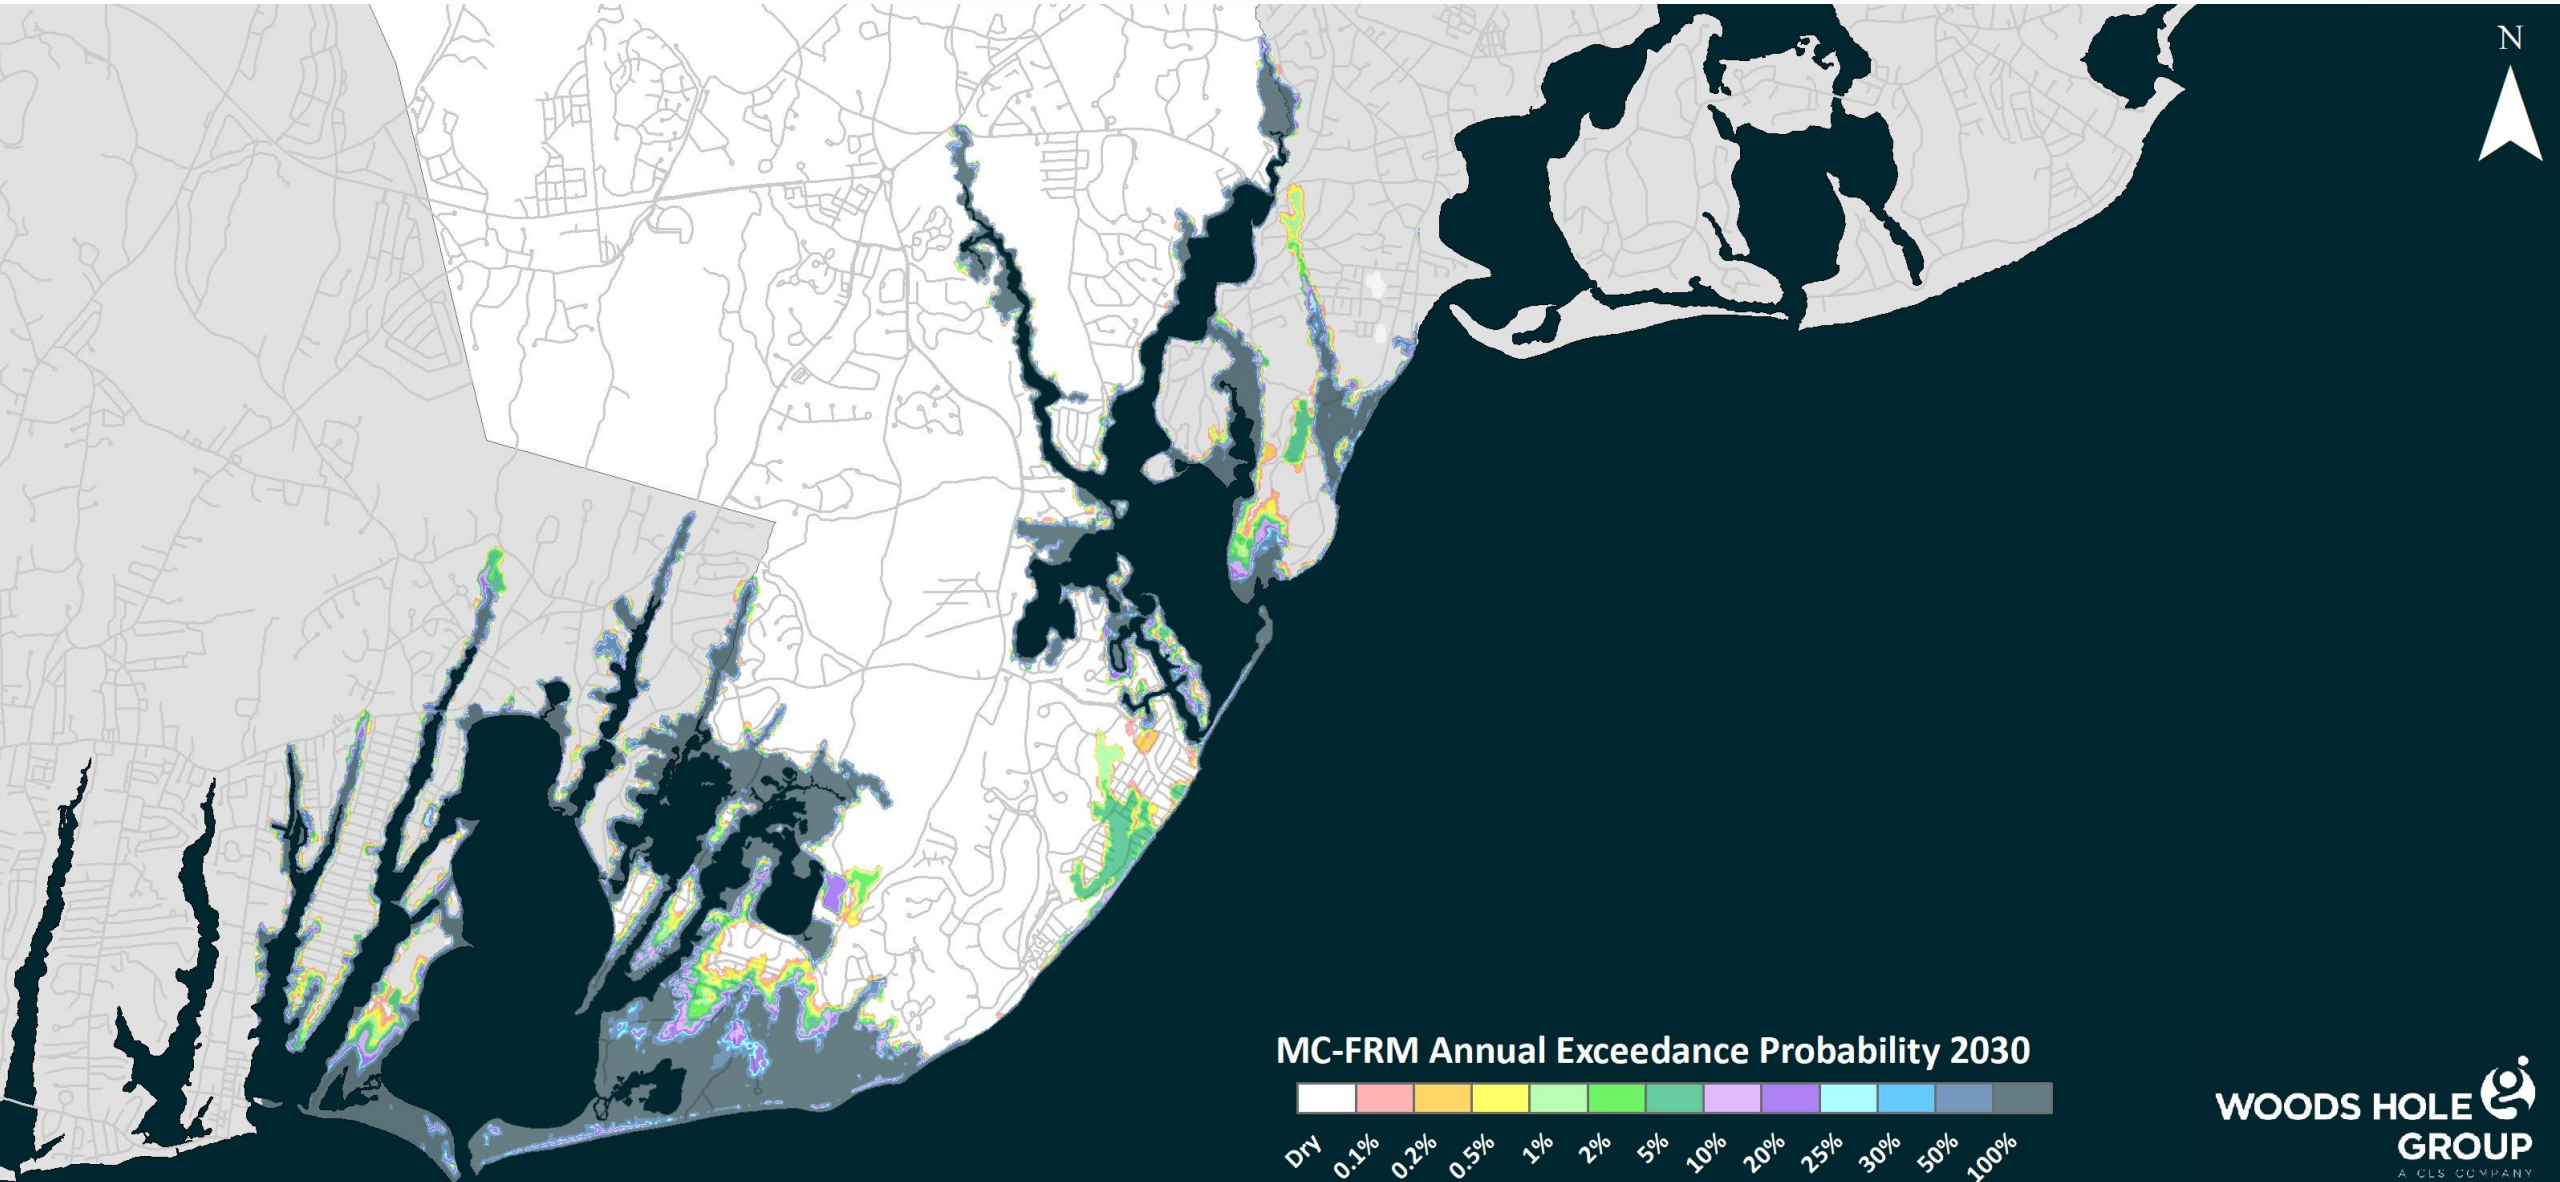 N
MC-FRM Annual Exceedance Probability 2030
Dry 0.1% 0.2% 0.5% 1% 2% 5% 10% 20% 25% 30% 50% 100%
WOODS HOLE
GROUP
A CLS COMPANY